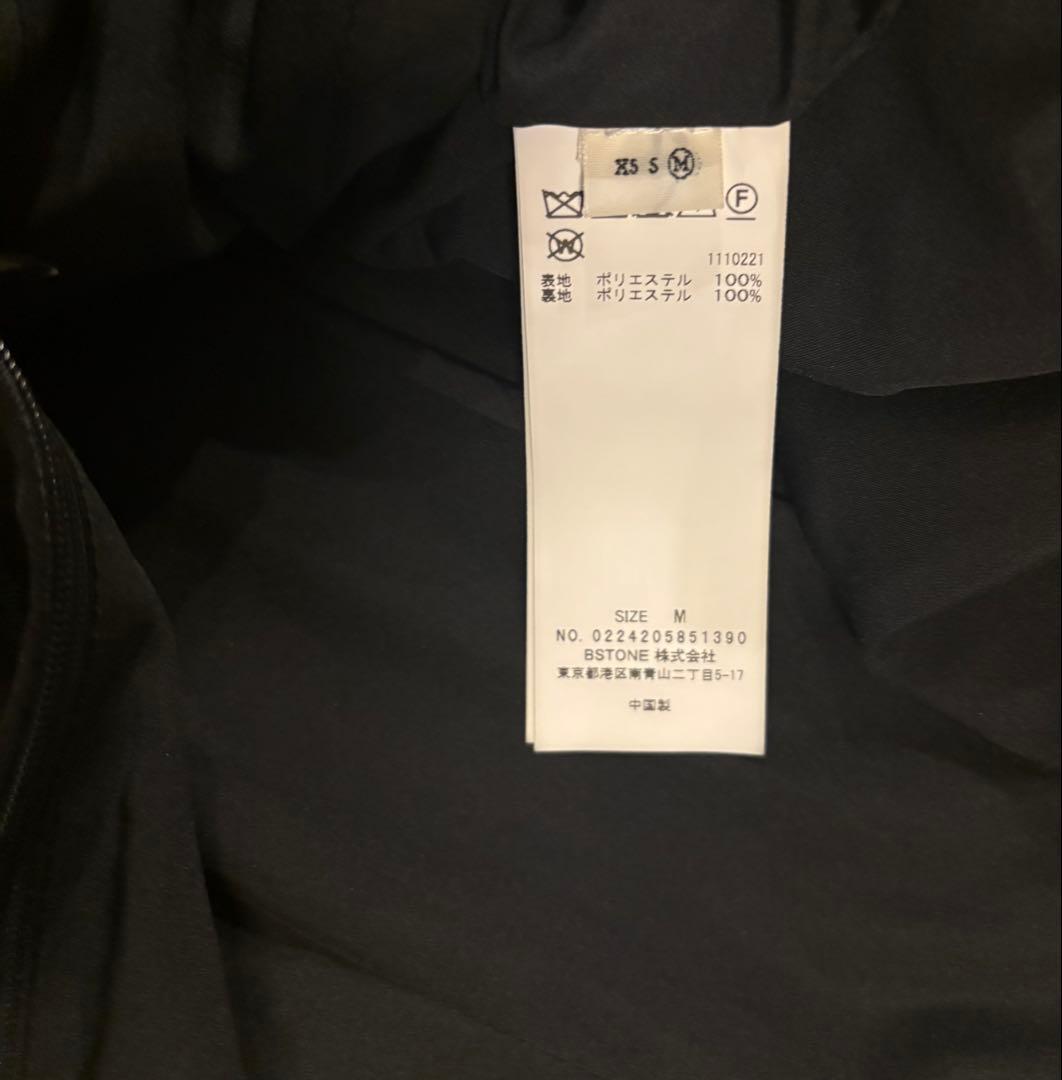 XS S M
F
W
1110221
表地 ポリエステル 100%
裏地 ポリエステル 100%
SIZE M
NO. 0224205851390
BSTONE 株式会社
東京都港区南青山二丁目5-17
中国製